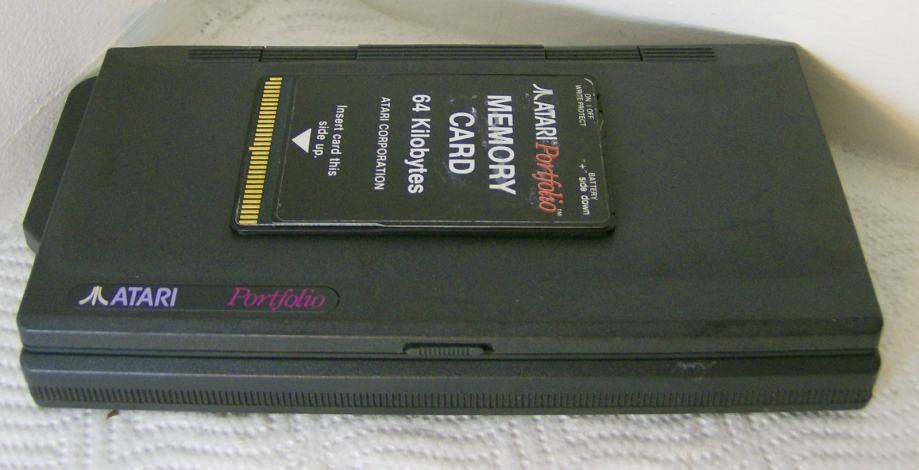 ON | OFF
WRITE PROTECT
BATTERY
"+" side down
ATARI Portfolio™
MEMORY
CARD
64 Kilobytes
ATARI CORPORATION
Insert card this
side up.
ATARI Portfolio